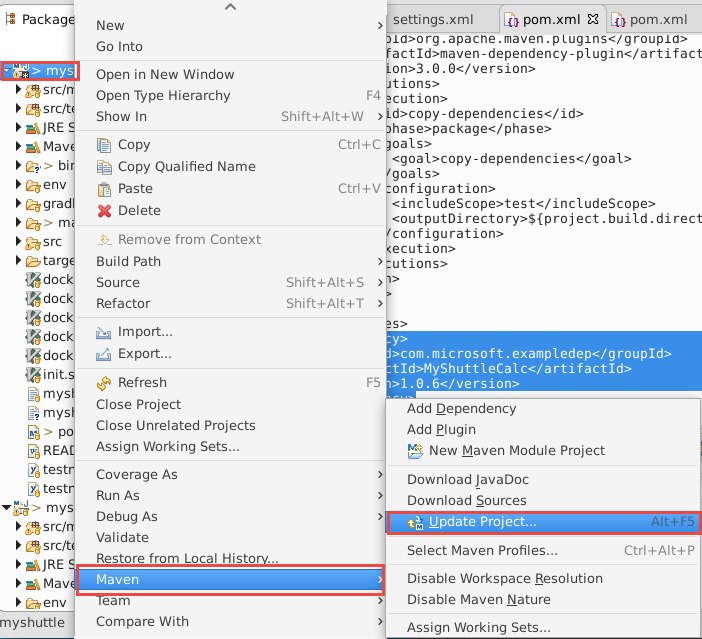 Package
> mys
src/m
src/te
JRE S
Mave
> bin
env
gradl
> ma
src
targe
dock
dock
dock
dock
dock
init.s
mysh
mysh
> po
READ
testn
testn
> mys
src/m
src/te
JRE S
Mave
env
myshuttle
New
Go Into
Open in New Window
Open Type Hierarchy F4
Show In Shift+Alt+W
Copy Ctrl+C
Copy Qualified Name
Paste Ctrl+V
Delete
Remove from Context
Build Path
Source Shift+Alt+S
Refactor Shift+Alt+T
Import...
Export...
Refresh F5
Close Project
Close Unrelated Projects
Assign Working Sets...
Coverage As
Run As
Debug As
Validate
Restore from Local History...
Maven
Team
Compare With
settings.xml pom.xml pom.xml
Id>org.apache.maven.plugins</groupId>
factId>maven-dependency-plugin</artifac
ion>3.0.0</version>
utions>
ecution>
id>copy-dependencies</id>
phase>package</phase>
goals>
<goal>copy-dependencies</goal>
/goals>
configuration>
<includeScope>test</includeScope>
<outputDirectory>${project.build.direct
/configuration>
xecution>
cutions>
n>
>
es>
cy>
d>com.microsoft.exampledep</groupId>
ctId>MyShuttleCalc</artifactId>
n>1.0.6</version>
Add Dependency
Add Plugin
New Maven Module Project
Download JavaDoc
Download Sources
Update Project... Alt+F5
Select Maven Profiles... Ctrl+Alt+P
Disable Workspace Resolution
Disable Maven Nature
Assign Working Sets...